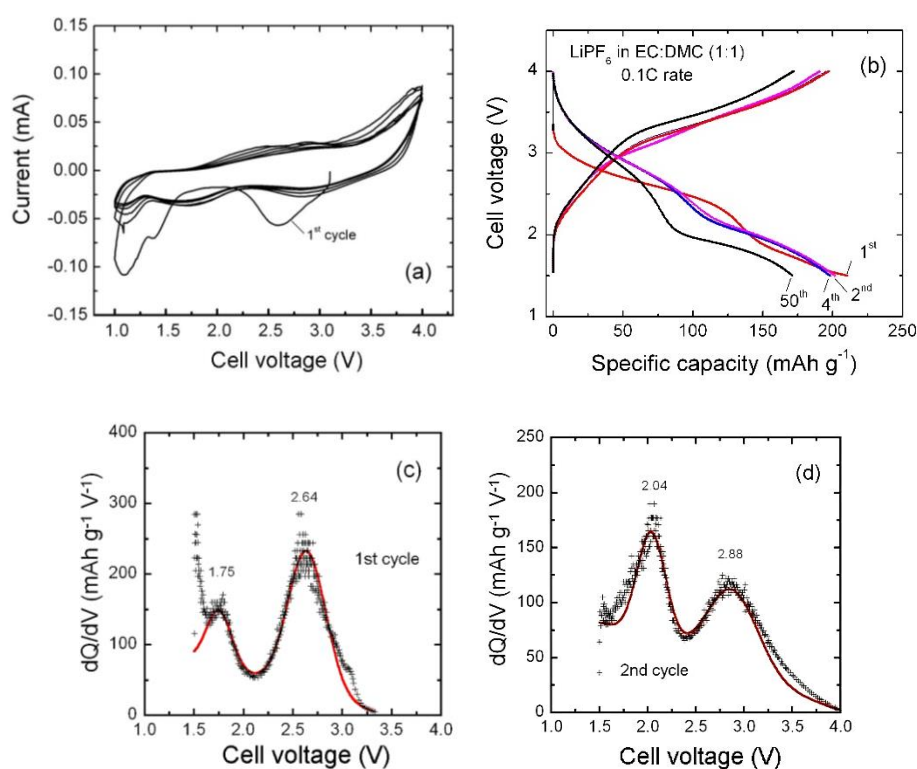 0.15
0.10
0.05
0.00
-0.05
-0.10
-0.15
Current (mA)
1st cycle
(a)
1.0 1.5 2.0 2.5 3.0 3.5 4.0
Cell voltage (V)
5
4
3
2
1
Cell voltage (V)
LiPF6 in EC:DMC (1:1)
0.1C rate
(b)
1st
2nd
4th
50th
0 50 100 150 200 250
Specific capacity (mAh g-1)
400
300
200
100
0
dQ/dV (mAh g-1 V-1)
(c)
2.64
1.75
1st cycle
1.0 1.5 2.0 2.5 3.0 3.5 4.0
Cell voltage (V)
250
200
150
100
50
0
dQ/dV (mAh g-1 V-1)
(d)
2.04
2.88
2nd cycle
1.0 1.5 2.0 2.5 3.0 3.5 4.0
Cell voltage (V)